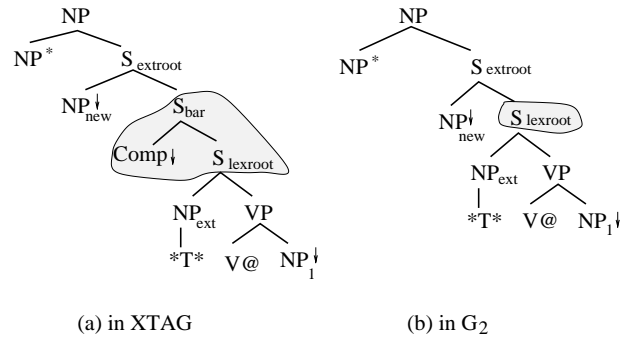 NP
NP*
S extroot
NP new ↓
S bar
Comp ↓
S lexroot
NP ext
VP
*T*
V@
NP 1 ↓
(a) in XTAG
NP
NP*
S extroot
NP new ↓
S lexroot
NP ext
VP
*T*
V@
NP 1 ↓
(b) in G 2